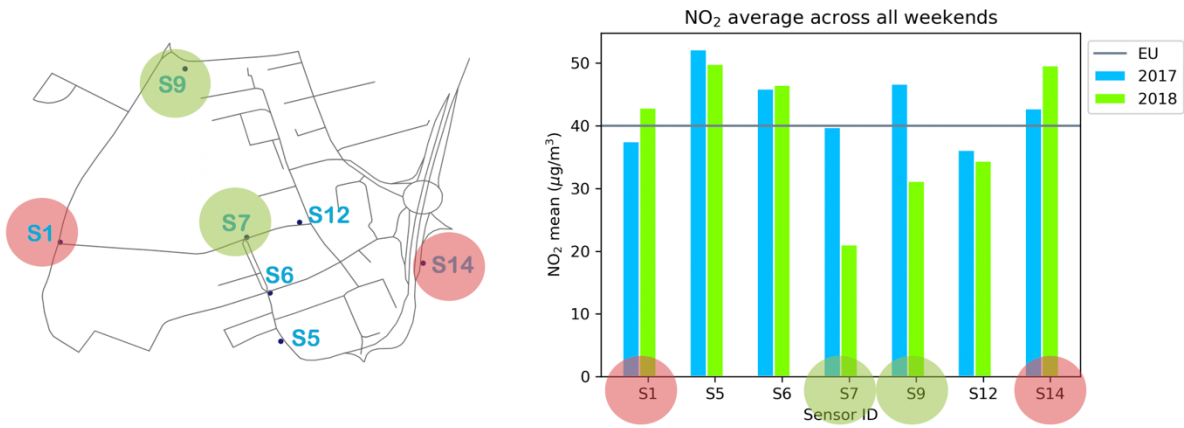 S9
S7
S12
S1
S14
S6
S5
NO₂ average across all weekends
EU
2017
2018
NO₂ mean (μg/m³)
50
40
30
20
10
0
S1 S5 S6 S7 S9 S12 S14
Sensor ID